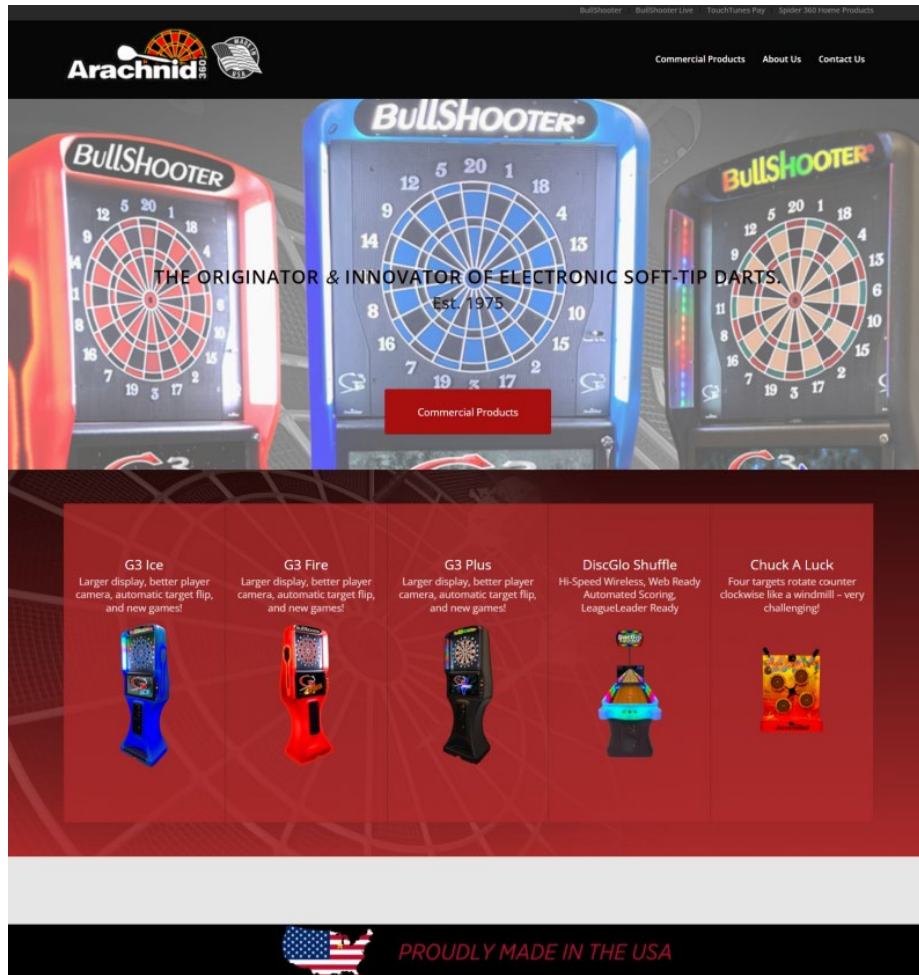 BullShooter BullShooter Live TouchTunes Pay Spider 360 Home Products
Arachnid 360
MADE IN USA
Commercial Products About Us Contact Us
BullShooter
BullShooter®
BullShooter®
THE ORIGINATOR & INNOVATOR OF ELECTRONIC SOFT-TIP DARTS.
Est. 1975
Commercial Products
G3 Ice
Larger display, better player
camera, automatic target flip,
and new games!
G3 Fire
Larger display, better player
camera, automatic target flip,
and new games!
G3 Plus
Larger display, better player
camera, automatic target flip,
and new games!
DiscGlo Shuffle
Hi-Speed Wireless, Web Ready
Automated Scoring,
LeagueLeader Ready
Chuck A Luck
Four targets rotate counter
clockwise like a windmill – very
challenging!
PROUDLY MADE IN THE USA